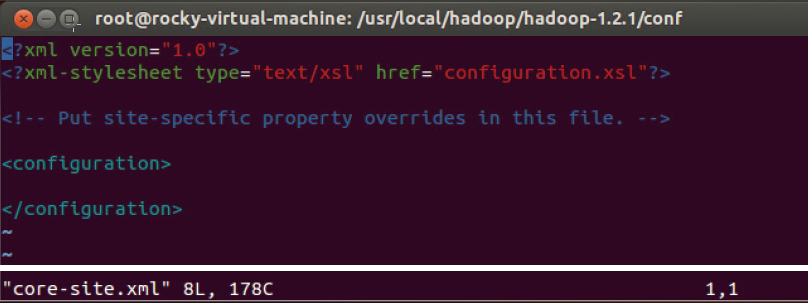 root@rocky-virtual-machine: /usr/local/hadoop/hadoop-1.2.1/conf
<?xml version="1.0"?>
<?xml-stylesheet type="text/xsl" href="configuration.xsl"?>
<!-- Put site-specific property overrides in this file. -->
<configuration>
</configuration>
~
~
"core-site.xml" 8L, 178C 1,1